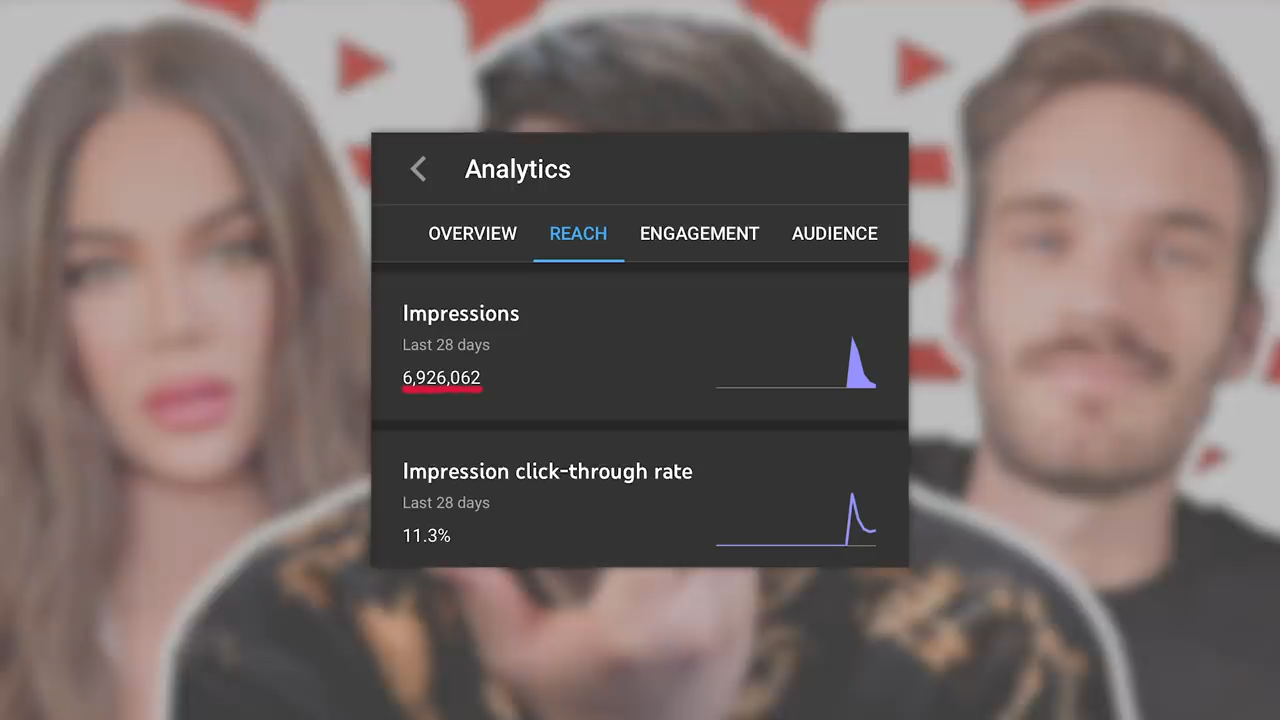 Analytics
OVERVIEW REACH ENGAGEMENT AUDIENCE
Impressions
Last 28 days
6,926,062
Impression click-through rate
Last 28 days
11.3%